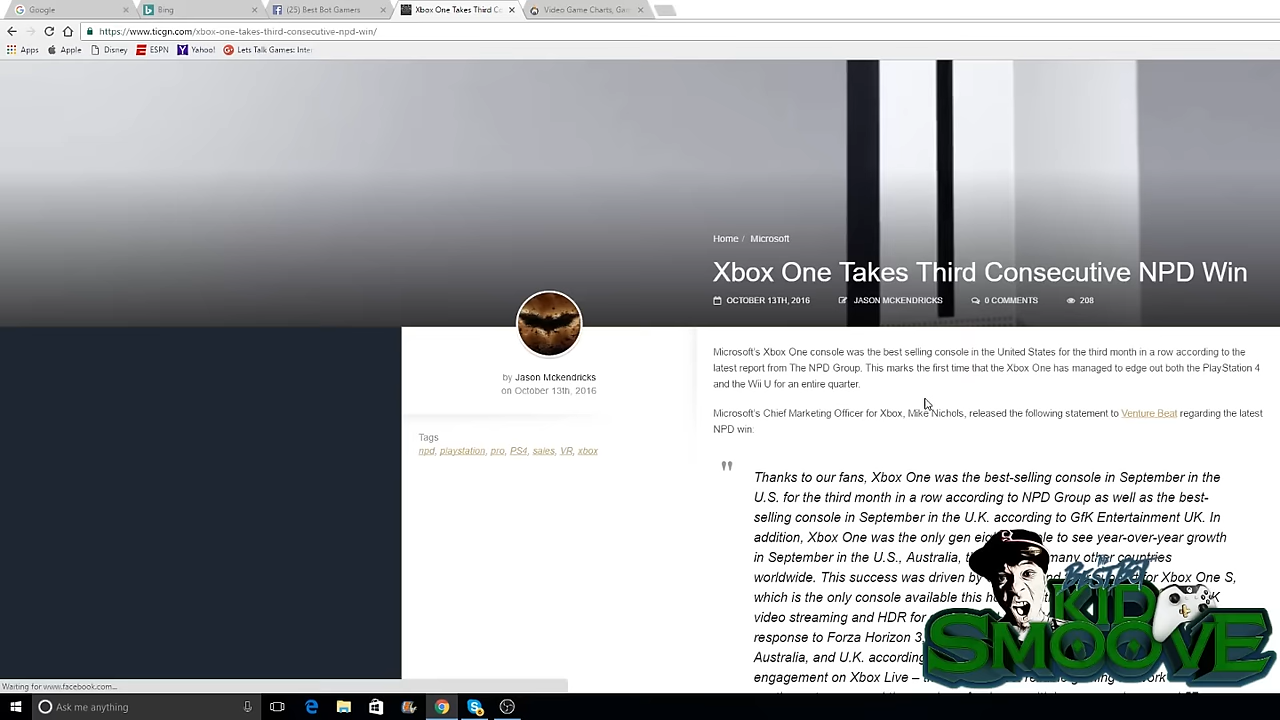 Google
Bing
(25) Best Bot Gamers
Xbox One Takes Third Co
Video Game Charts, Gam
https://www.ticgn.com/xbox-one-takes-third-consecutive-npd-win/
Apps Apple Disney ESPN Yahoo! Lets Talk Games: Inter
Home / Microsoft
Xbox One Takes Third Consecutive NPD Win
OCTOBER 13TH, 2016 JASON MCKENDRICKS 0 COMMENTS 208
by Jason Mckendricks
on October 13th, 2016
Tags
npd, playstation, pro, PS4, sales, VR, xbox
Microsoft's Xbox One console was the best selling console in the United States for the third month in a row according to the
latest report from The NPD Group. This marks the first time that the Xbox One has managed to edge out both the PlayStation 4
and the Wii U for an entire quarter.
Microsoft's Chief Marketing Officer for Xbox, Mike Nichols, released the following statement to Venture Beat regarding the latest
NPD win:
" Thanks to our fans, Xbox One was the best-selling console in September in the
U.S. for the third month in a row according to NPD Group as well as the best-
selling console in September in the U.K. according to GfK Entertainment UK. In
addition, Xbox One was the only gen eig le to see year-over-year growth
in September in the U.S., Australia, many other countries
worldwide. This success was driven by for Xbox One S,
which is the only console available this
video streaming and HDR for
response to Forza Horizon 3,
Australia, and U.K. according
engagement on Xbox Live –
BESTBOT
KID
SMOOVE
Waiting for www.facebook.com...
Ask me anything